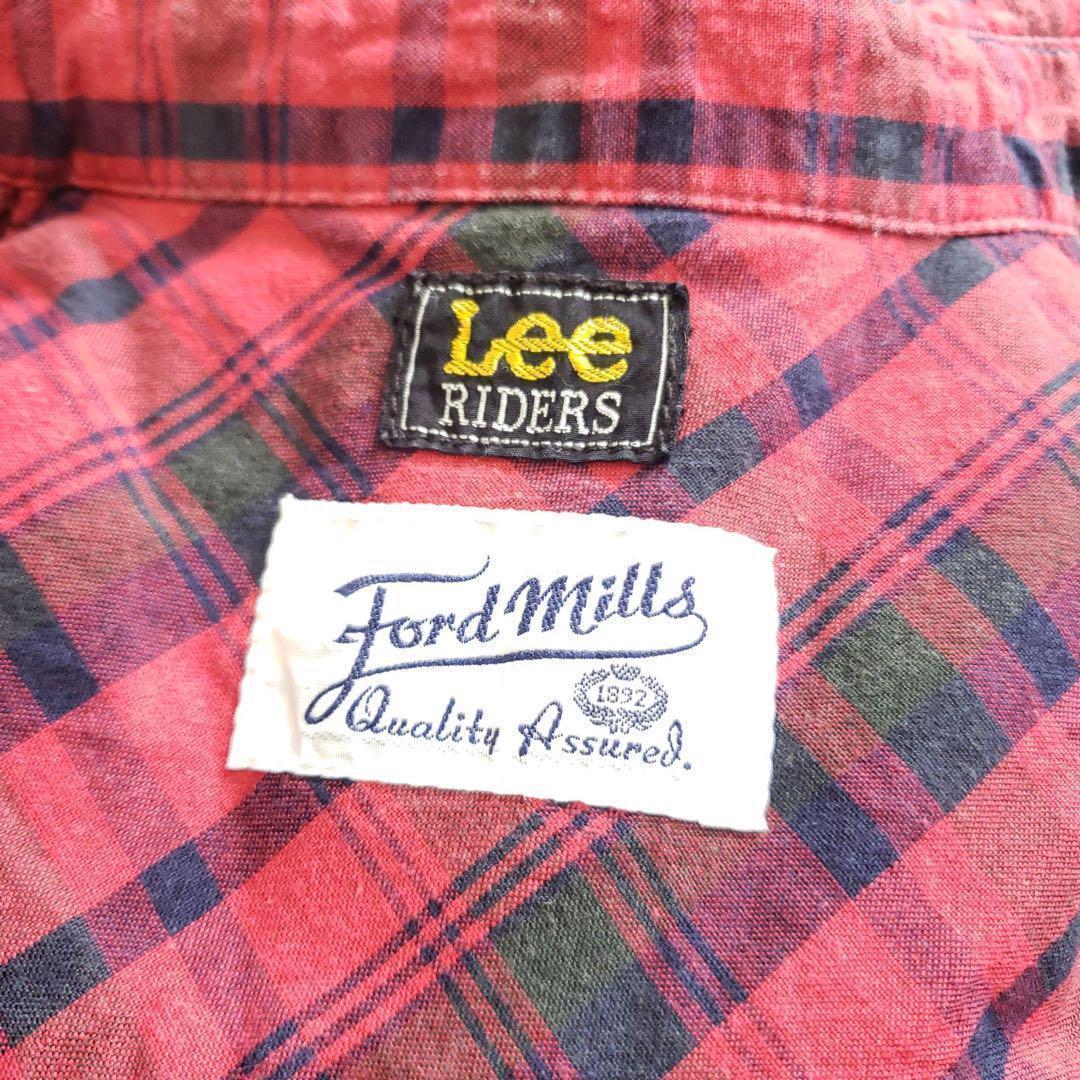 Lee
RIDERS
Ford Mills
1892
Quality Assured.